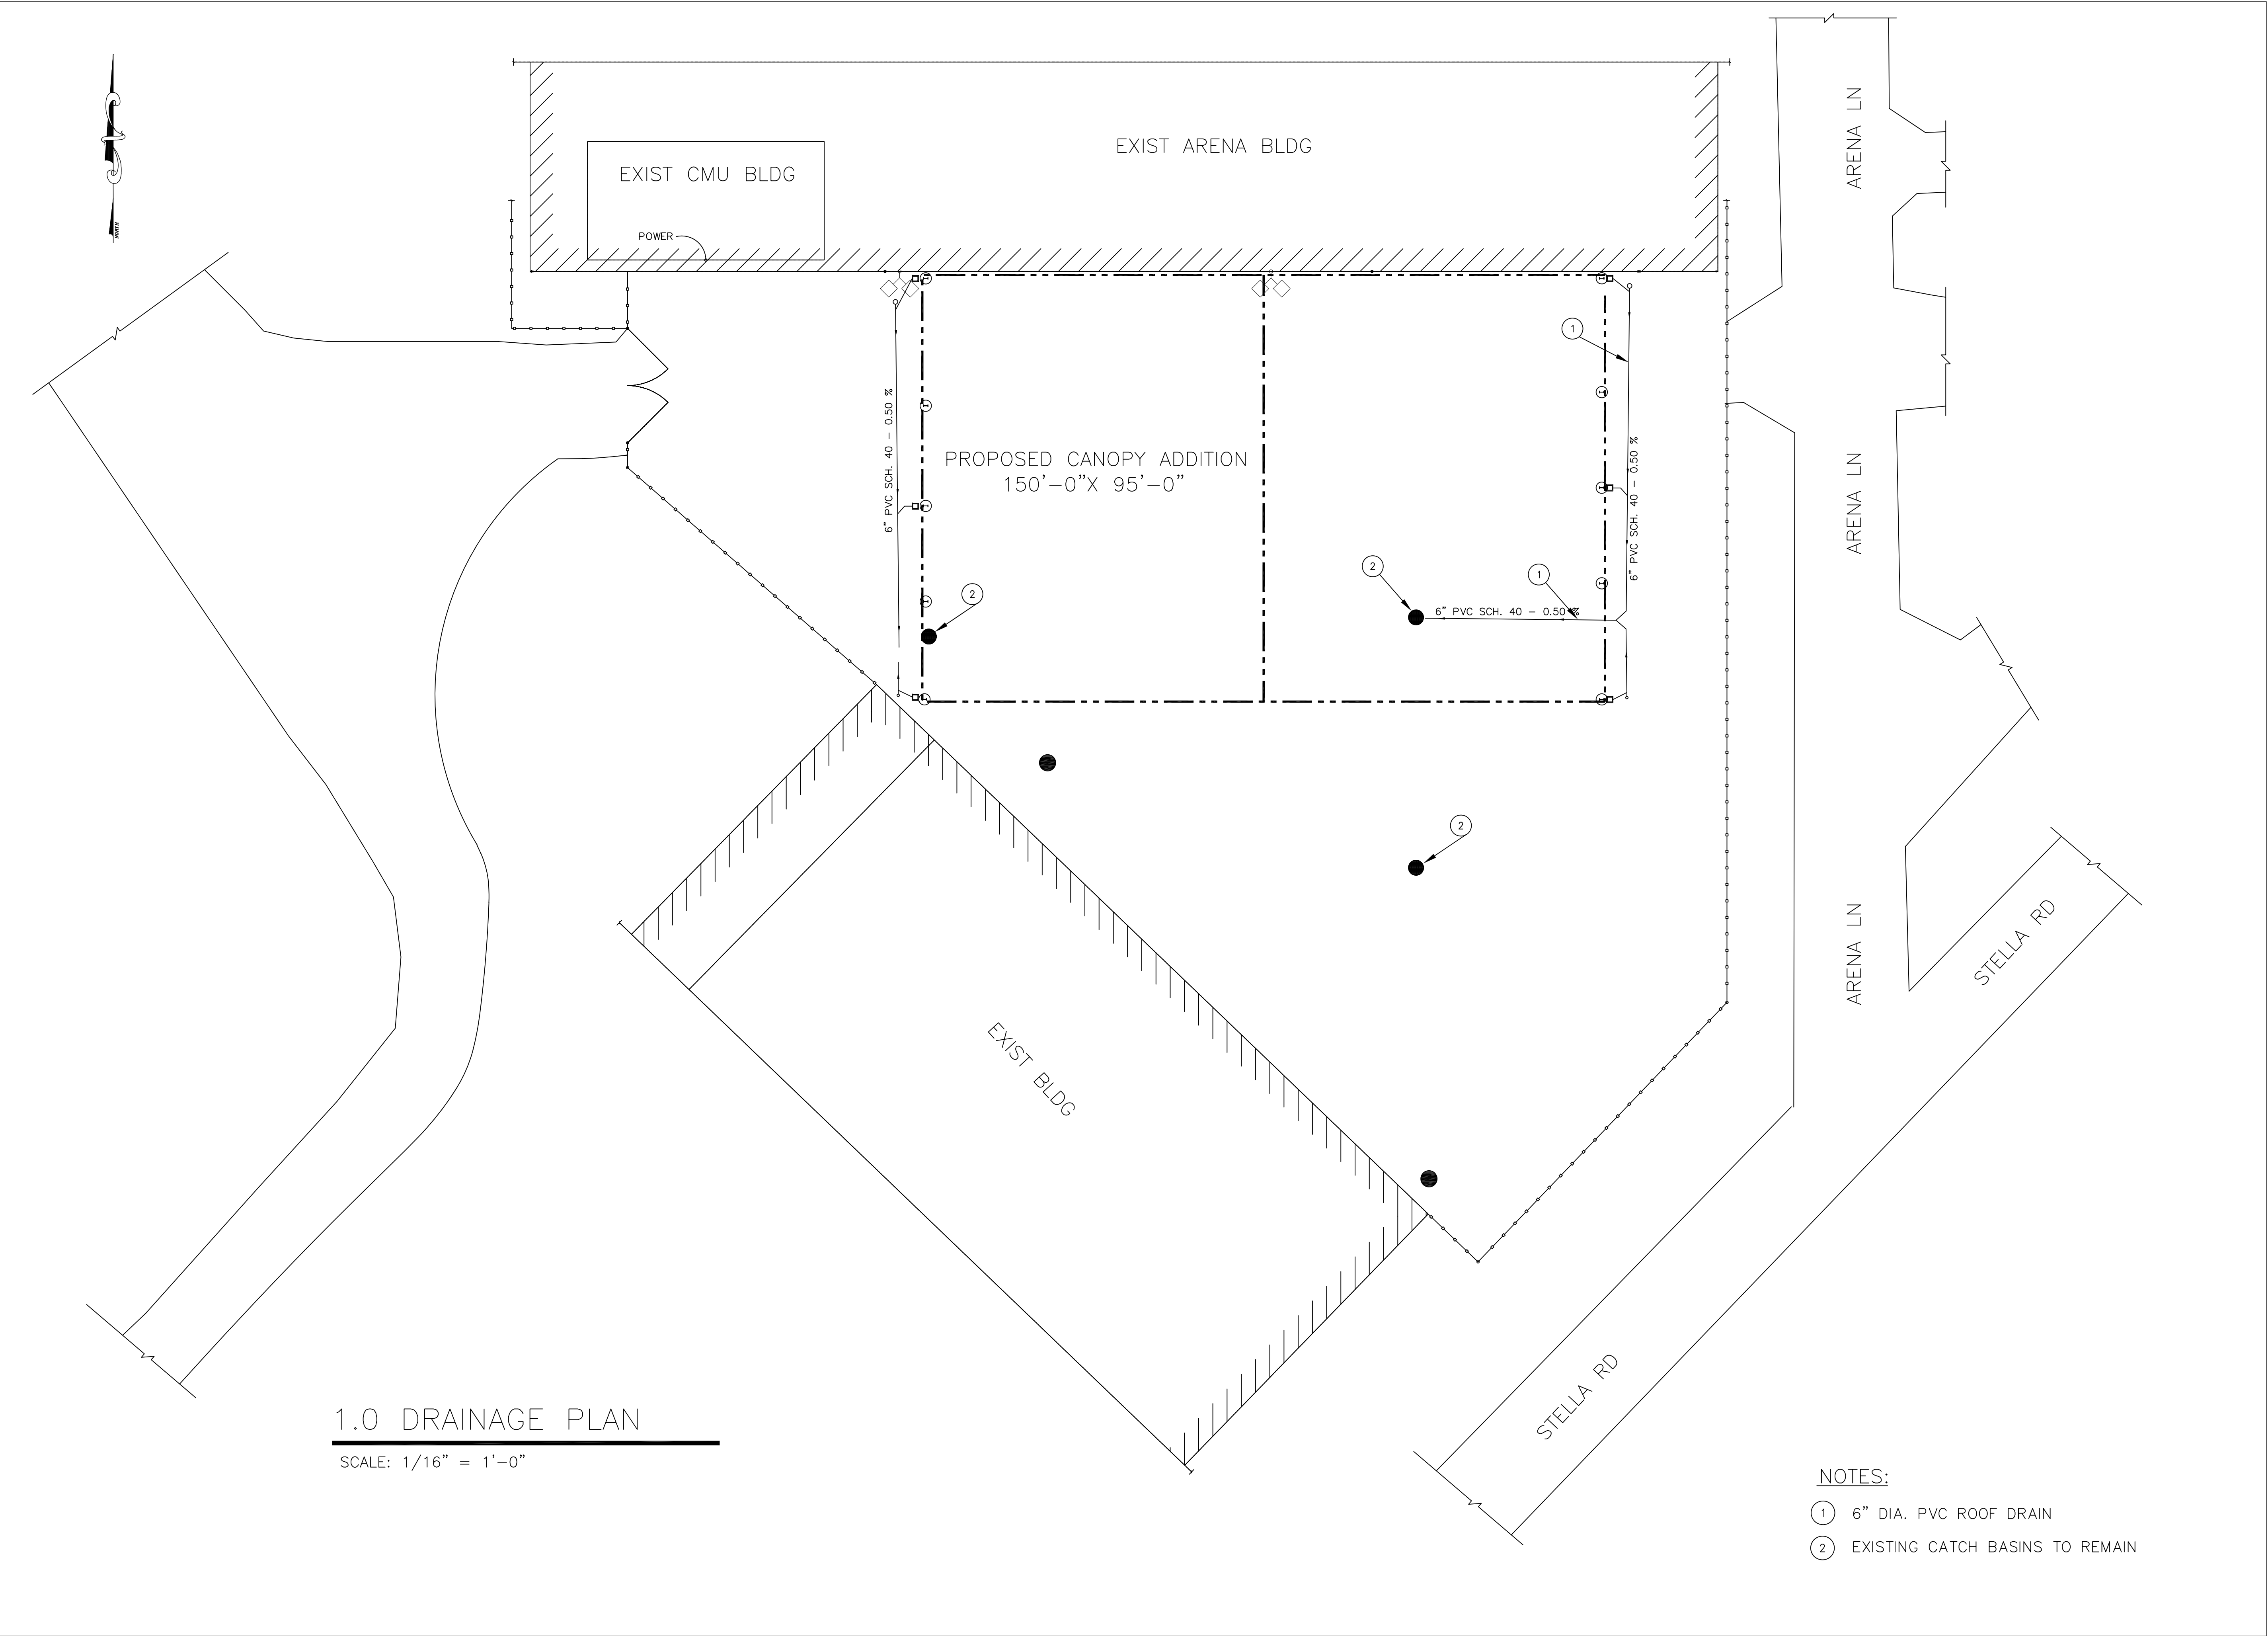 NORTH
EXIST ARENA BLDG
EXIST CMU BLDG
POWER
ARENA LN
1
6" PVC SCH. 40 - 0.50 %
PROPOSED CANOPY ADDITION
150'-0"X 95'-0"
6" PVC SCH. 40 - 0.50 %
ARENA LN
2
2
1
6" PVC SCH. 40 - 0.50 %
2
ARENA LN
STELLA RD
EXIST BLDG
STELLA RD
1.0 DRAINAGE PLAN
SCALE: 1/16" = 1'-0"
NOTES:
1 6" DIA. PVC ROOF DRAIN
2 EXISTING CATCH BASINS TO REMAIN